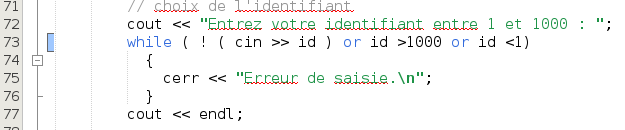 71 // choix de l'identifiant
72 cout << "Entrez votre identifiant entre 1 et 1000 : ";
73 while ( ! ( cin >> id ) or id >1000 or id <1)
74 {
75 cerr << "Erreur de saisie.\n";
76 }
77 cout << endl;